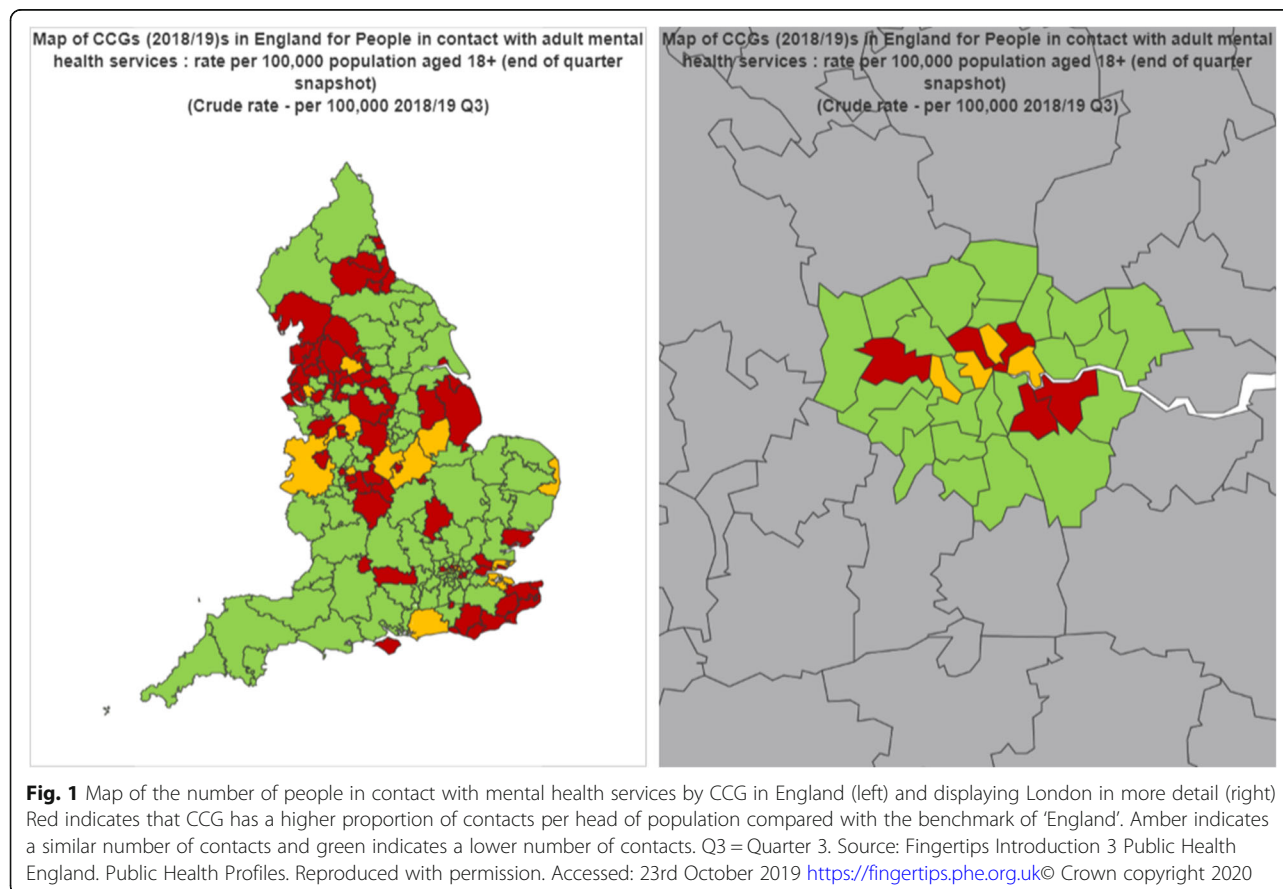 Map of CCGs (2018/19)s in England for People in contact with adult mental
health services : rate per 100,000 population aged 18+ (end of quarter
snapshot)
(Crude rate - per 100,000 2018/19 Q3)
Map of CCGs (2018/19)s in England for People in contact with adult mental
health services : rate per 100,000 population aged 18+ (end of quarter
snapshot)
(Crude rate - per 100,000 2018/19 Q3)
Fig. 1 Map of the number of people in contact with mental health services by CCG in England (left) and displaying London in more detail (right)
Red indicates that CCG has a higher proportion of contacts per head of population compared with the benchmark of ‘England’. Amber indicates
a similar number of contacts and green indicates a lower number of contacts. Q3 = Quarter 3. Source: Fingertips Introduction 3 Public Health
England. Public Health Profiles. Reproduced with permission. Accessed: 23rd October 2019 https://fingertips.phe.org.uk© Crown copyright 2020